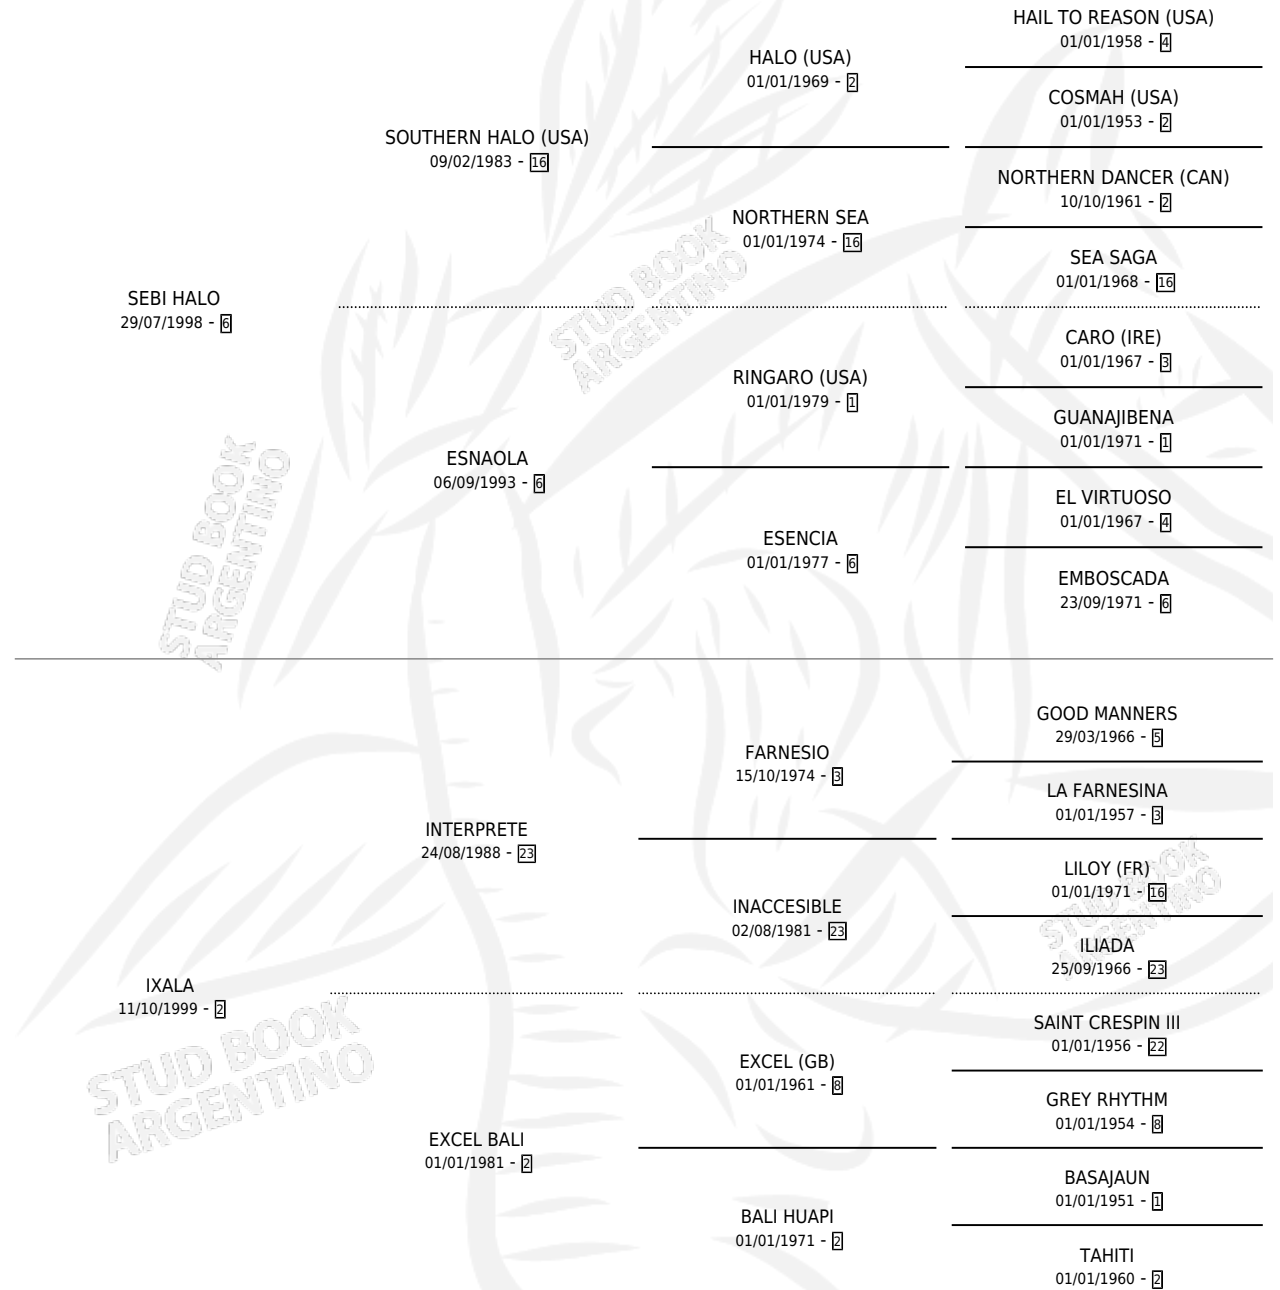 HAIL TO REASON (USA)
01/01/1958 - 4
HALO (USA)
01/01/1969 - 2
COSMAH (USA)
01/01/1953 - 2
SOUTHERN HALO (USA)
09/02/1983 - 16
NORTHERN DANCER (CAN)
10/10/1961 - 2
NORTHERN SEA
01/01/1974 - 16
SEA SAGA
01/01/1968 - 16
SEBI HALO
29/07/1998 - 6
CARO (IRE)
01/01/1967 - 3
RINGARO (USA)
01/01/1979 - 1
GUANAJIBENA
01/01/1971 - 1
ESNAOLA
06/09/1993 - 6
EL VIRTUOSO
01/01/1967 - 4
ESENCIA
01/01/1977 - 6
EMBOSCADA
23/09/1971 - 6
STUD BOOK
ARGENTINO
STUD BOOK
ARGENTINO
GOOD MANNERS
29/03/1966 - 5
FARNESIO
15/10/1974 - 3
LA FARNESINA
01/01/1957 - 3
INTERPRETE
24/08/1988 - 23
LILOY (FR)
01/01/1971 - 16
INACCESIBLE
02/08/1981 - 23
ILIADA
25/09/1966 - 23
IXALA
11/10/1999 - 2
SAINT CRESPIN III
01/01/1956 - 22
EXCEL (GB)
01/01/1961 - 8
GREY RHYTHM
01/01/1954 - 8
EXCEL BALI
01/01/1981 - 2
BASAJAUN
01/01/1951 - 1
BALI HUAPI
01/01/1971 - 2
TAHITI
01/01/1960 - 2
STUD BOOK
ARGENTINO
STUD BOOK
ARGENTINO